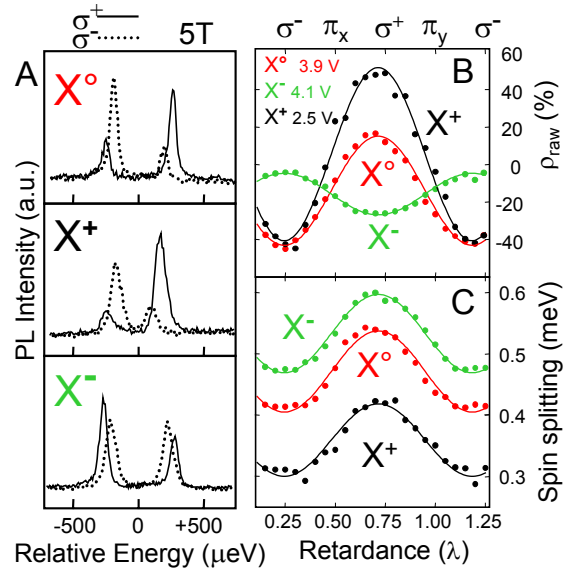 σ+
σ- 5T
A
X°
X+
X-
PL Intensity (a.u.)
-500 0 +500
Relative Energy (μeV)
σ- πx σ+ πy σ-
B
X° 3.9 V
X- 4.1 V
X+ 2.5 V
X+
X°
X-
60
40
20
0
-20
-40
ρraw (%)
C
X-
X°
X+
0.6
0.5
0.4
0.3
Spin splitting (meV)
0.25 0.50 0.75 1.00 1.25
Retardance (λ)